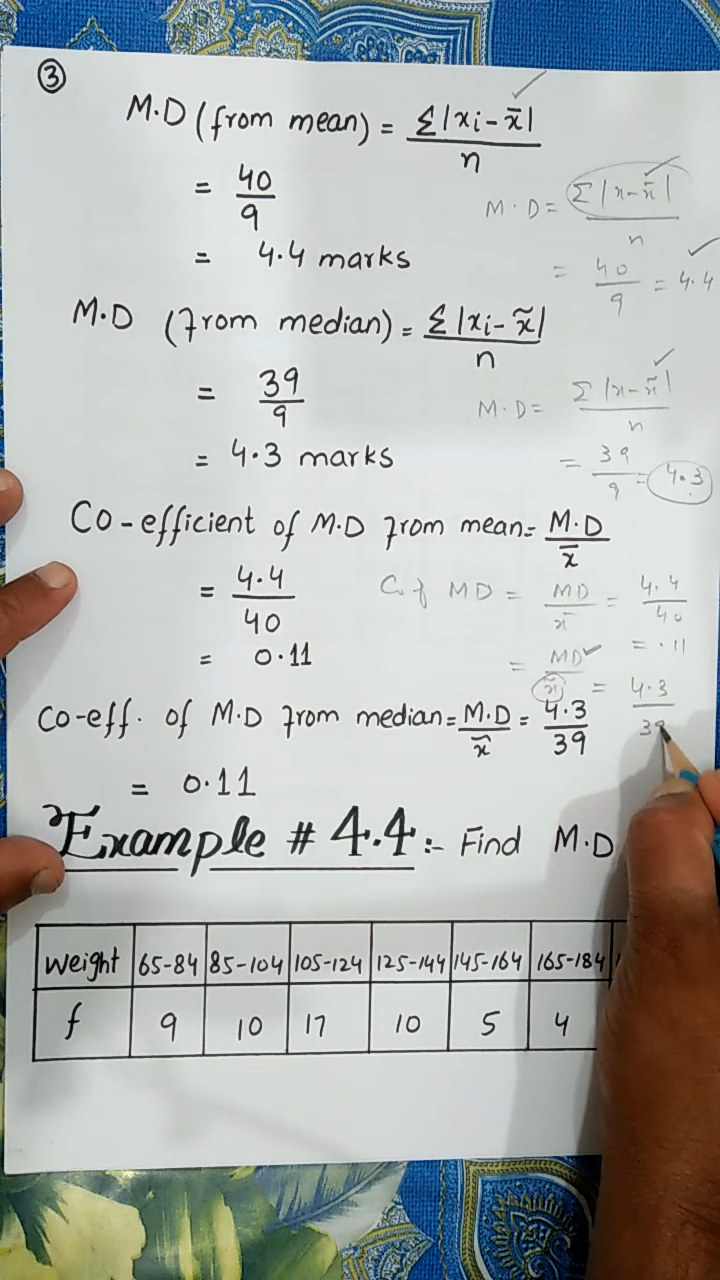 ③
M.D (from mean) = Σ|xi - x̄|
n
= 40
9
= 4.4 marks
M.D = Σ|x - x̄|
n
= 40 = 4.4
9
M.D (from median) = Σ|xi - x̃|
n
= 39
9
= 4.3 marks
M.D = Σ|x - x̃|
n
= 39 = 4.3
9
Co-efficient of M.D from mean = M.D
x̄
= 4.4
40
= 0.11
C. of MD = MD = 4.4
x̄ 40
= .11
= MD = 4.3
x̃ 39
Co-eff. of M.D from median = M.D = 4.3
x̃ 39
= 0.11
Example # 4.4 :- Find M.D
Weight 65-84 85-104 105-124 125-144 145-164 165-184
f 9 10 17 10 5 4